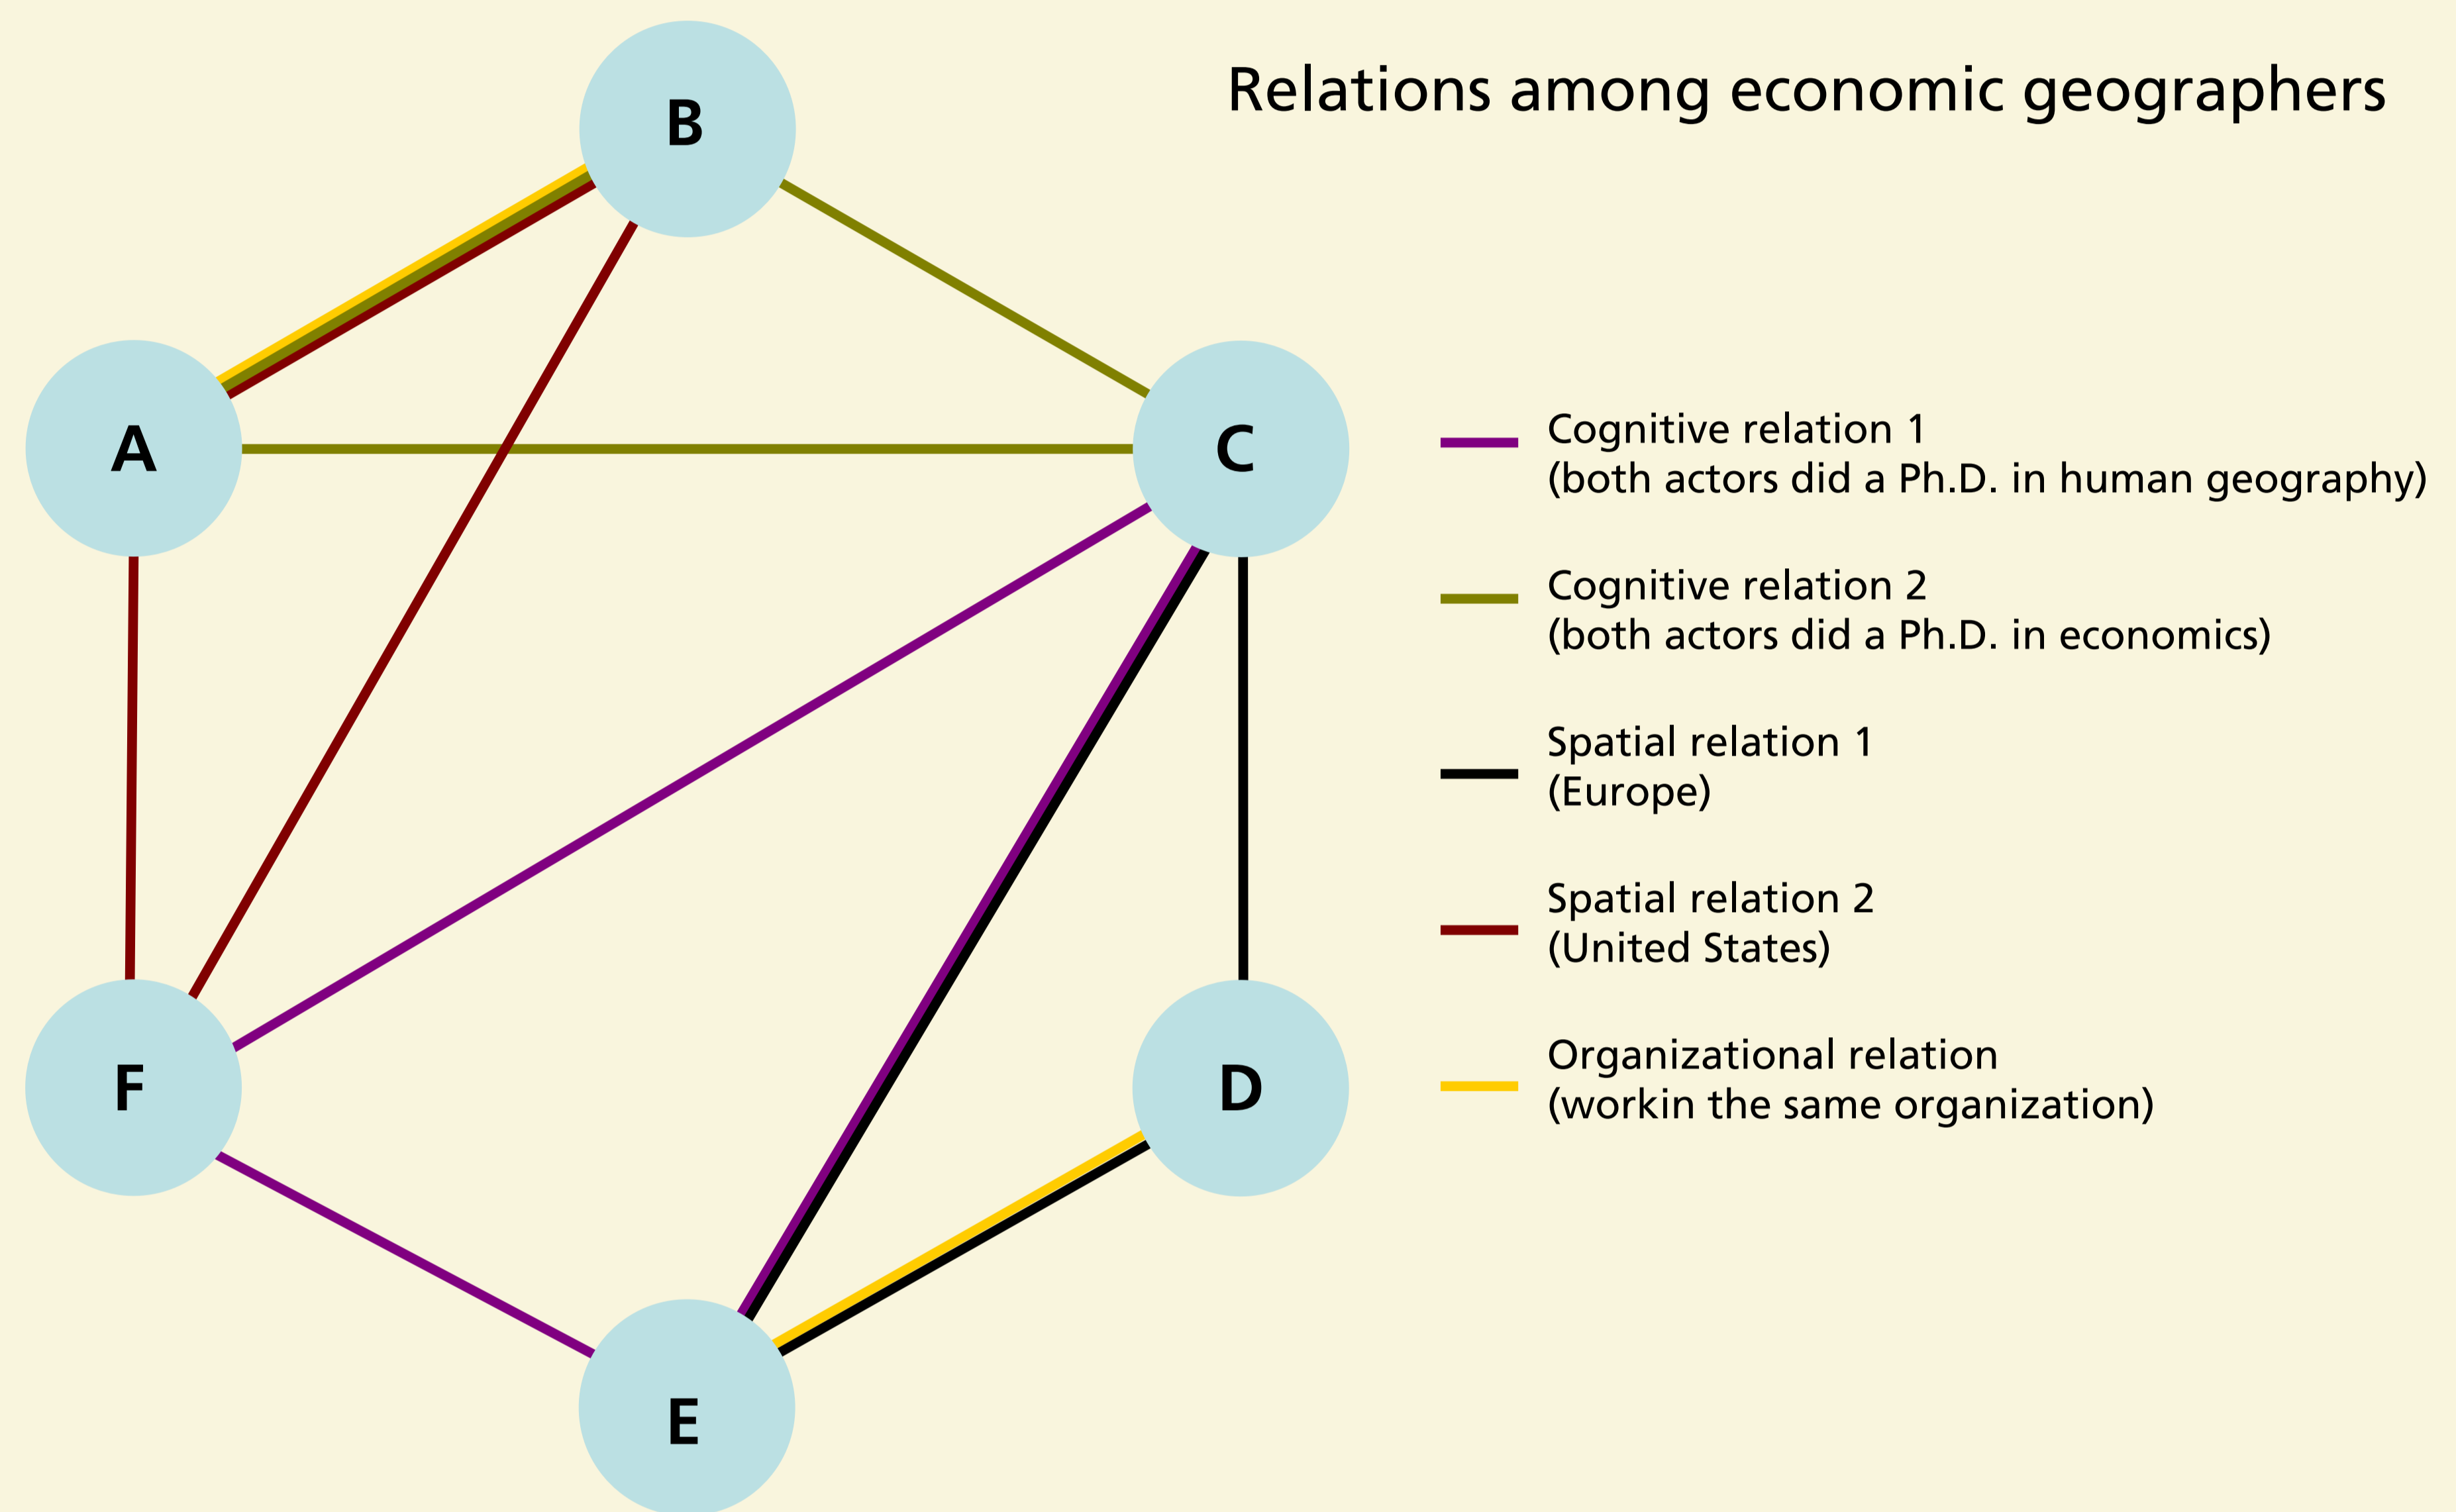 Relations among economic geographers
B
A
C
F
D
E
Cognitive relation 1
(both actors did a Ph.D. in human geography)
Cognitive relation 2
(both actors did a Ph.D. in economics)
Spatial relation 1
(Europe)
Spatial relation 2
(United States)
Organizational relation
(workin the same organization)